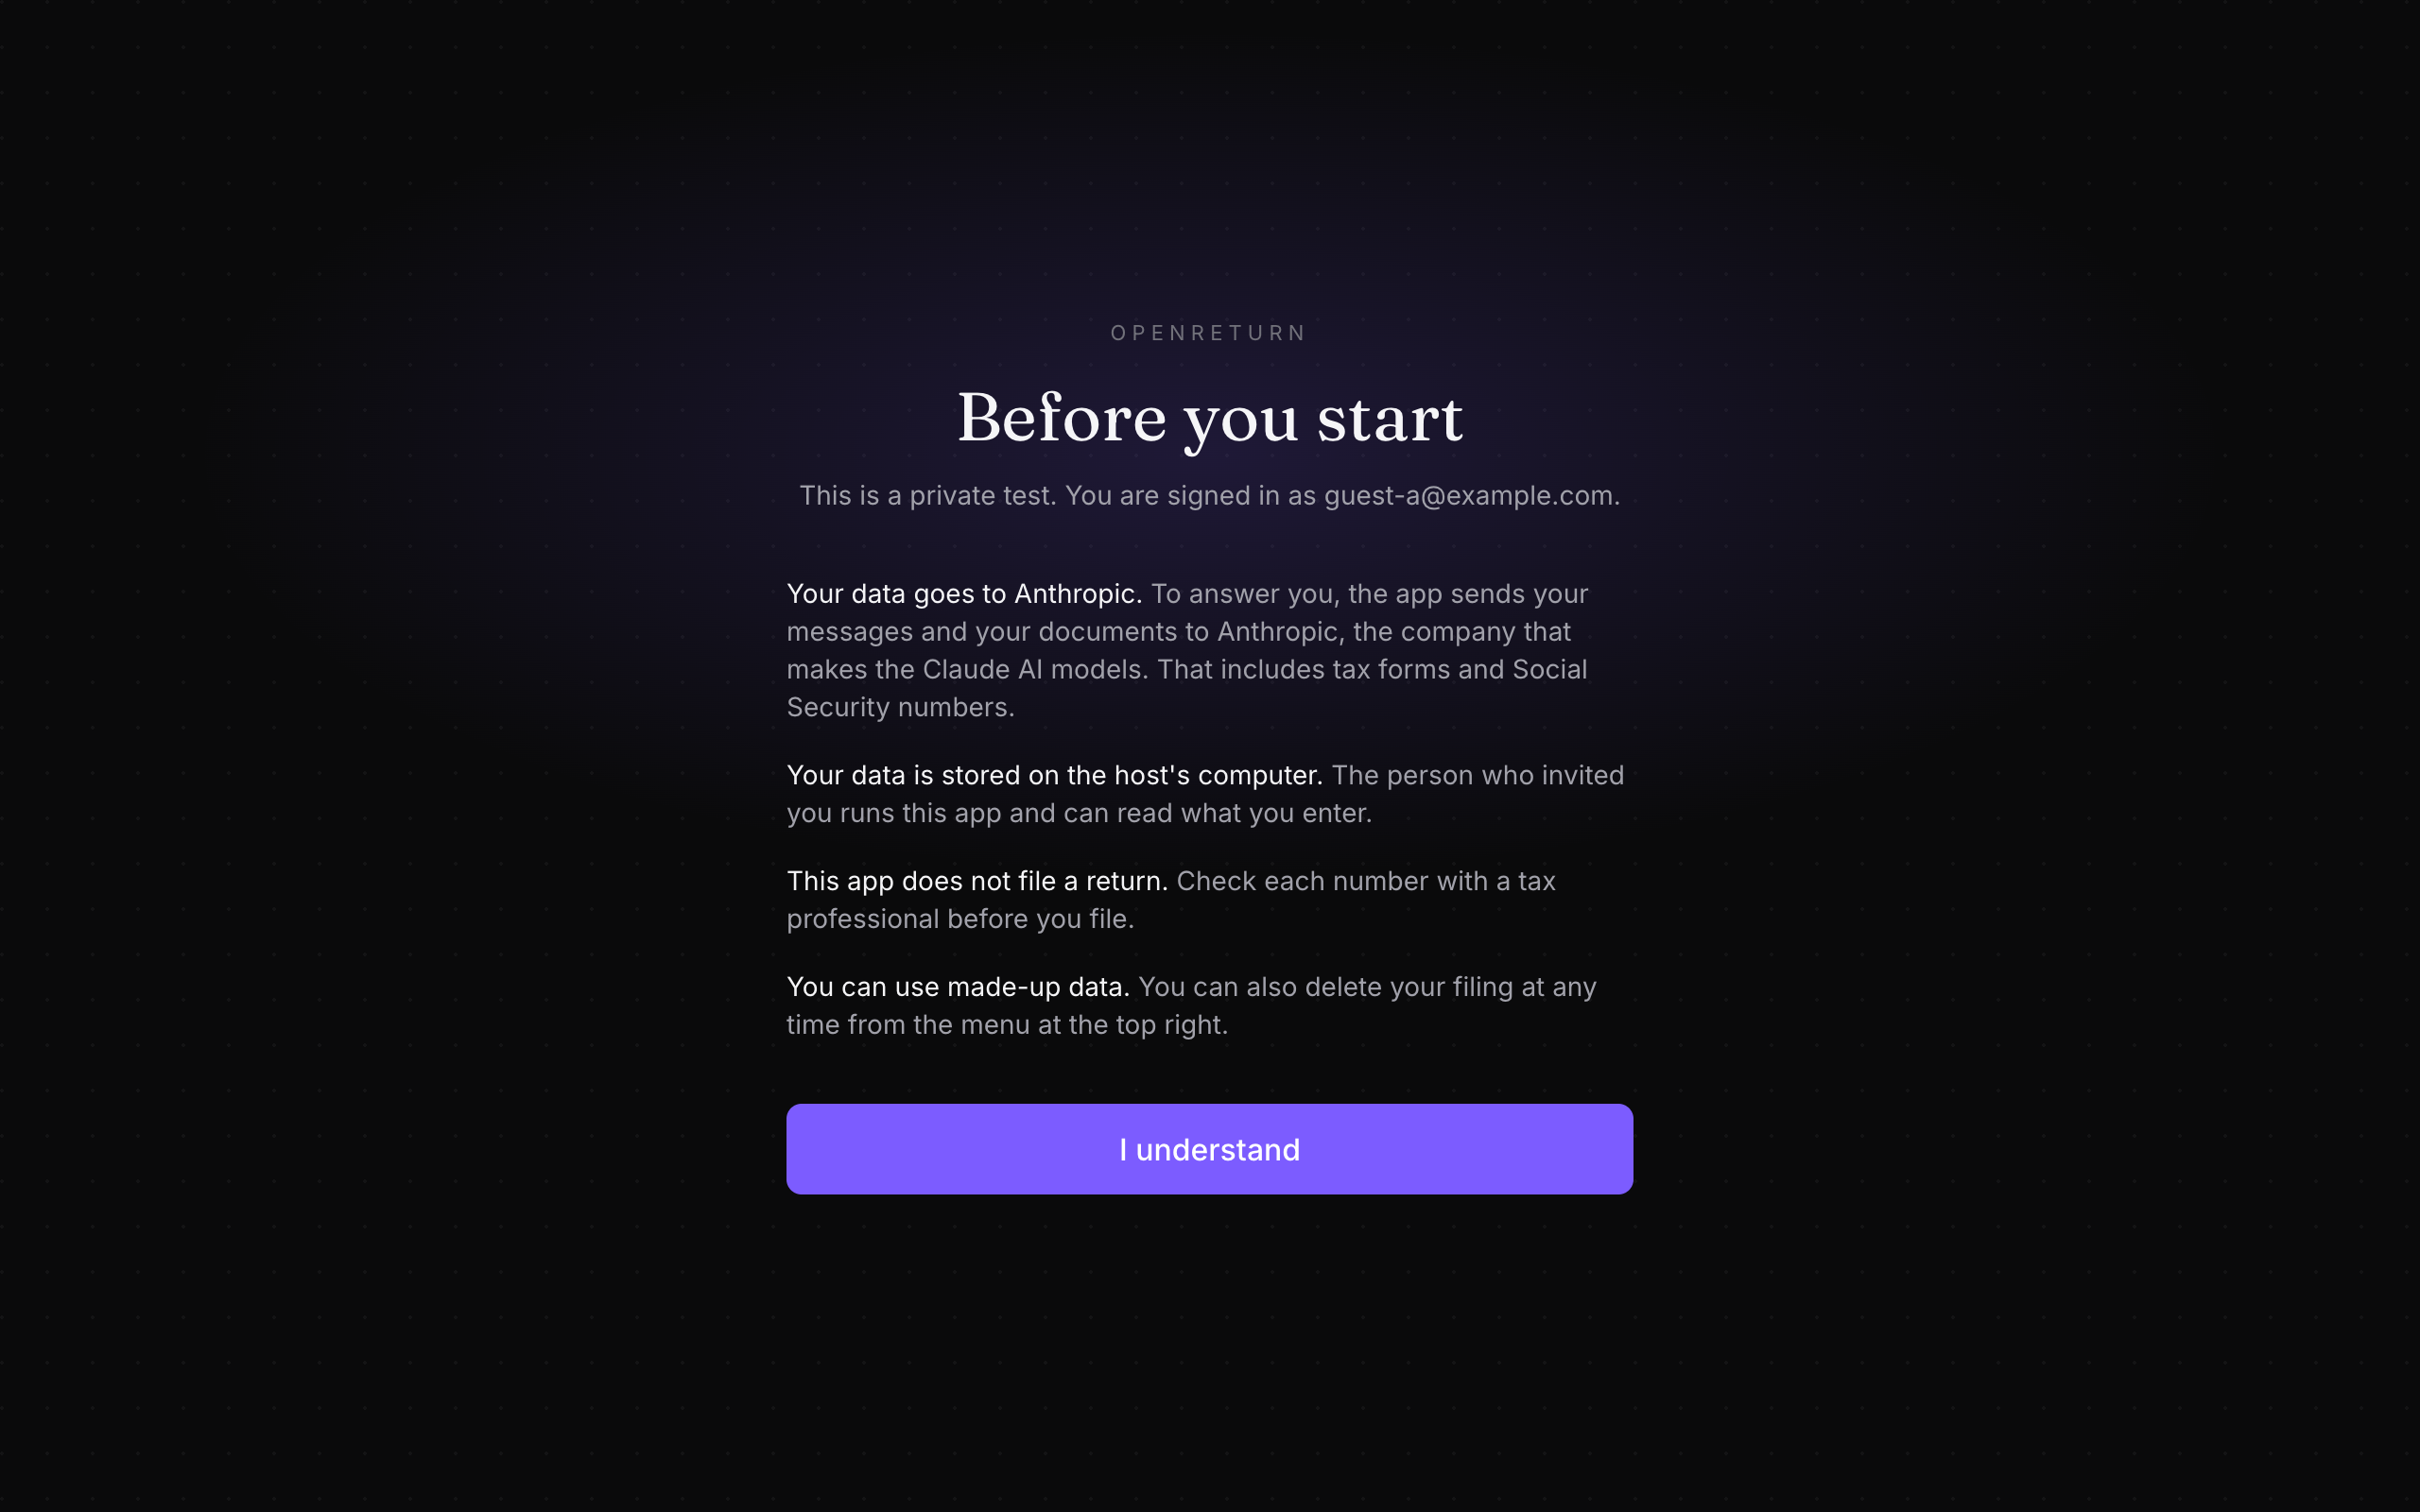 OPENRETURN
Before you start
This is a private test. You are signed in as guest-a@example.com.
Your data goes to Anthropic. To answer you, the app sends your
messages and your documents to Anthropic, the company that
makes the Claude AI models. That includes tax forms and Social
Security numbers.
Your data is stored on the host's computer. The person who invited
you runs this app and can read what you enter.
This app does not file a return. Check each number with a tax
professional before you file.
You can use made-up data. You can also delete your filing at any
time from the menu at the top right.
I understand